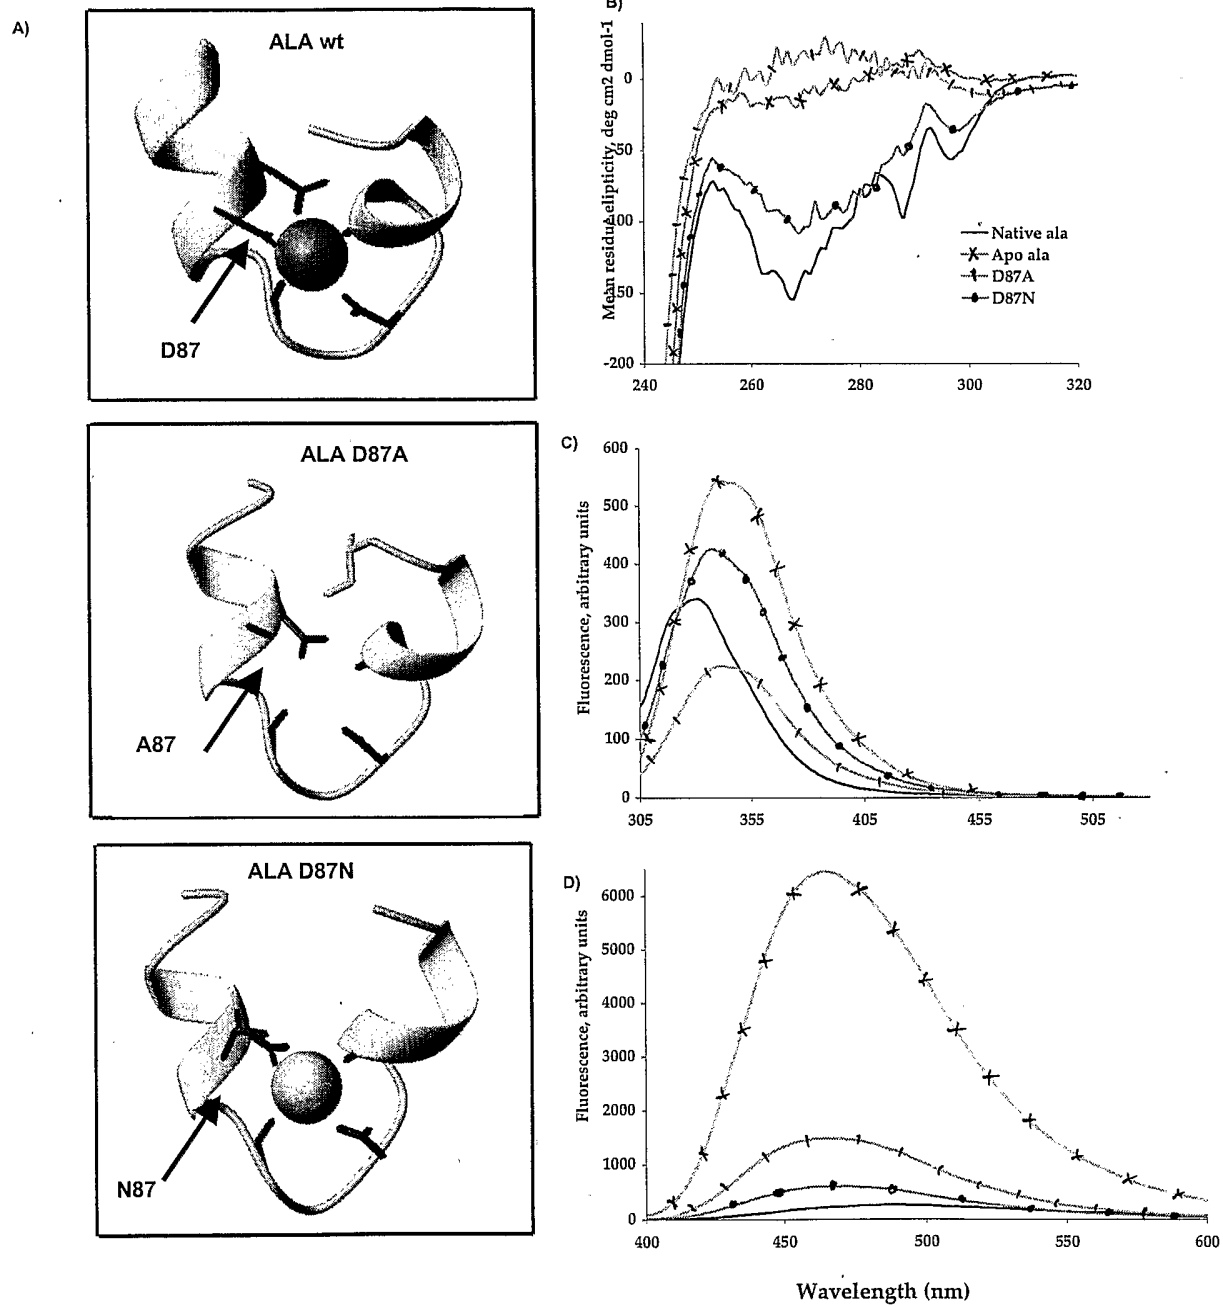 A)
ALA wt
D87
ALA D87A
A87
ALA D87N
N87
B)
Mean residue elipticity, deg cm2 dmol-1
0
-50
-100
-150
-200
240
260
280
300
320
Native ala
Apo ala
D87A
D87N
C)
Fluorescence, arbitrary units
600
500
400
300
200
100
0
305
355
405
455
505
D)
Fluorescence, arbitrary units
6000
5000
4000
3000
2000
1000
0
400
450
500
550
600
Wavelength (nm)